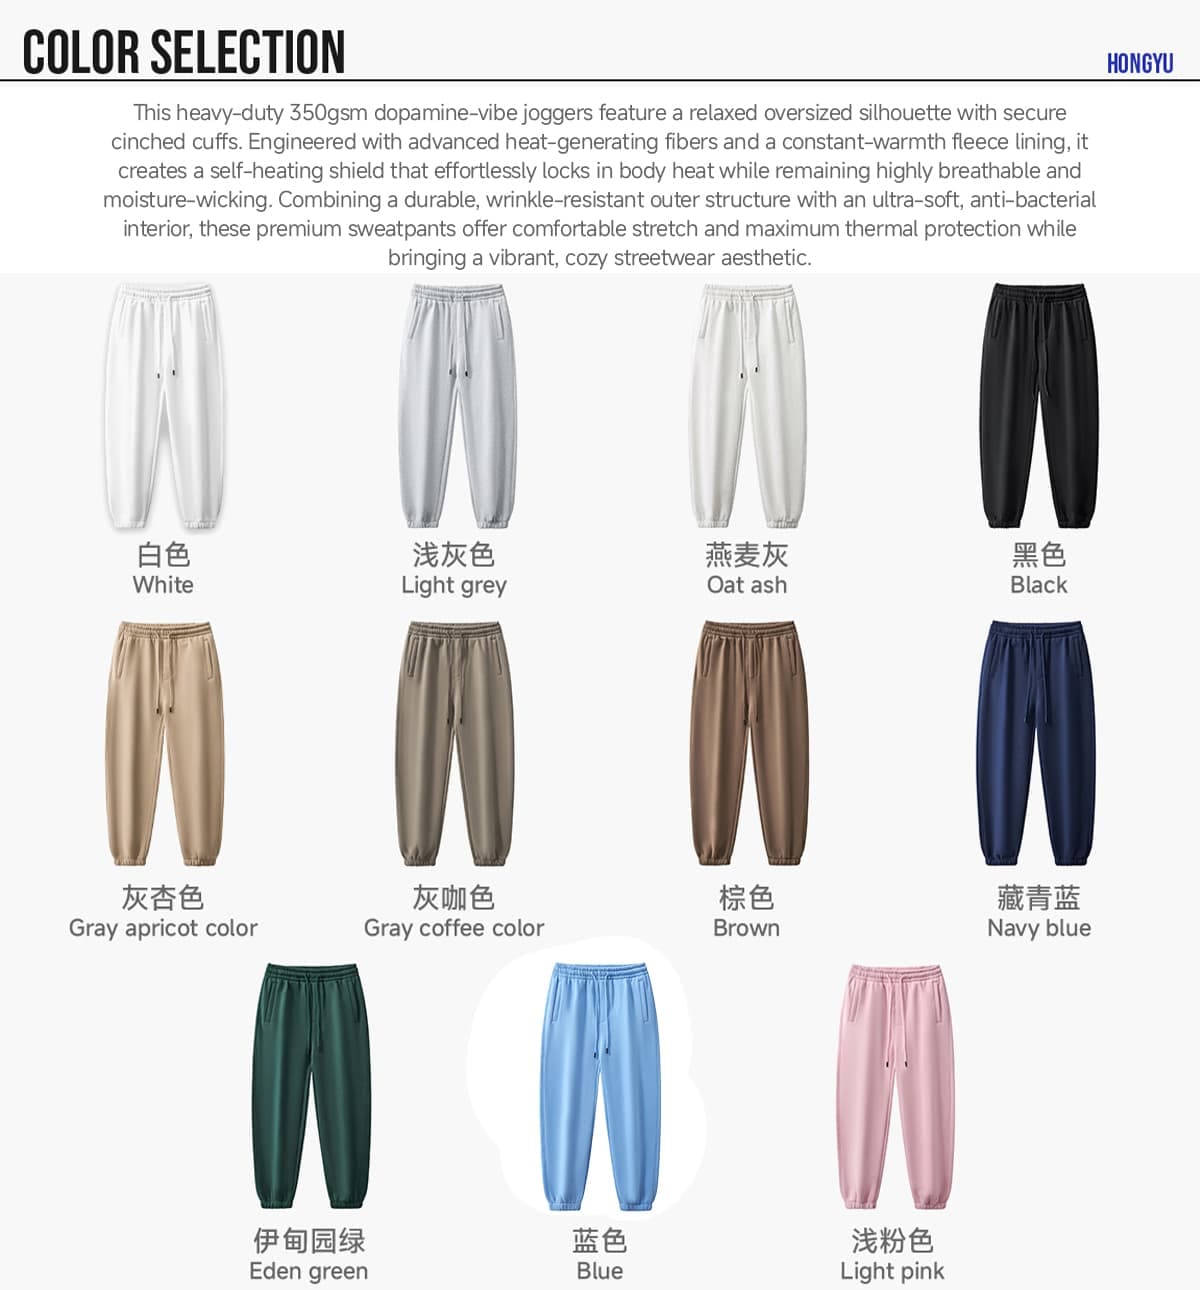 COLOR SELECTION
HONGYU
This heavy-duty 350gsm dopamine-vibe joggers feature a relaxed oversized silhouette with secure
cinched cuffs. Engineered with advanced heat-generating fibers and a constant-warmth fleece lining, it
creates a self-heating shield that effortlessly locks in body heat while remaining highly breathable and
moisture-wicking. Combining a durable, wrinkle-resistant outer structure with an ultra-soft, anti-bacterial
interior, these premium sweatpants offer comfortable stretch and maximum thermal protection while
bringing a vibrant, cozy streetwear aesthetic.
白色
White
浅灰色
Light grey
燕麦灰
Oat ash
黑色
Black
灰杏色
Gray apricot color
灰咖色
Gray coffee color
棕色
Brown
藏青蓝
Navy blue
伊甸园绿
Eden green
蓝色
Blue
浅粉色
Light pink